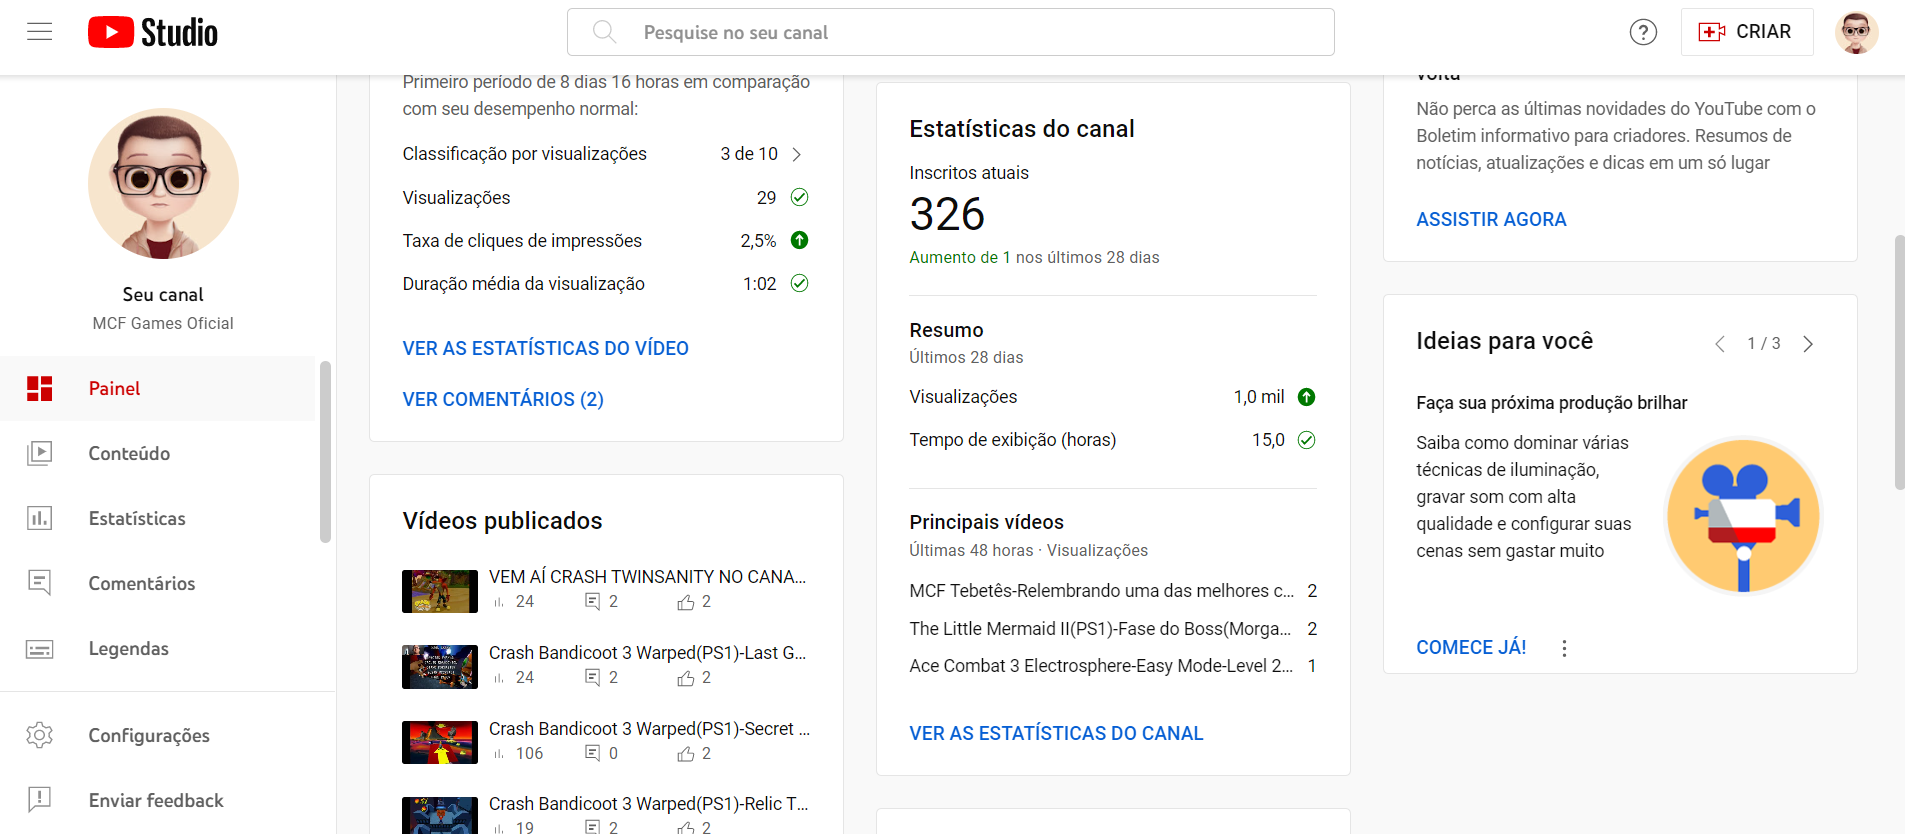 Studio
Pesquise no seu canal
CRIAR
Seu canal
MCF Games Oficial
Painel
Conteúdo
Estatísticas
Comentários
Legendas
Configurações
Enviar feedback
Primeiro período de 8 dias 16 horas em comparação
com seu desempenho normal:
Classificação por visualizações 3 de 10
Visualizações 29
Taxa de cliques de impressões 2,5%
Duração média da visualização 1:02
VER AS ESTATÍSTICAS DO VÍDEO
VER COMENTÁRIOS (2)
Vídeos publicados
VEM AÍ CRASH TWINSANITY NO CANA...
24 2 2
Crash Bandicoot 3 Warped(PS1)-Last G...
24 2 2
Crash Bandicoot 3 Warped(PS1)-Secret ...
106 0 2
Crash Bandicoot 3 Warped(PS1)-Relic T...
19 2 2
Estatísticas do canal
Inscritos atuais
326
Aumento de 1 nos últimos 28 dias
Resumo
Últimos 28 dias
Visualizações 1,0 mil
Tempo de exibição (horas) 15,0
Principais vídeos
Últimas 48 horas · Visualizações
MCF Tebetês-Relembrando uma das melhores c... 2
The Little Mermaid II(PS1)-Fase do Boss(Morga... 2
Ace Combat 3 Electrosphere-Easy Mode-Level 2... 1
VER AS ESTATÍSTICAS DO CANAL
volta
Não perca as últimas novidades do YouTube com o
Boletim informativo para criadores. Resumos de
notícias, atualizações e dicas em um só lugar
ASSISTIR AGORA
Ideias para você 1 / 3
Faça sua próxima produção brilhar
Saiba como dominar várias
técnicas de iluminação,
gravar som com alta
qualidade e configurar suas
cenas sem gastar muito
COMECE JÁ!